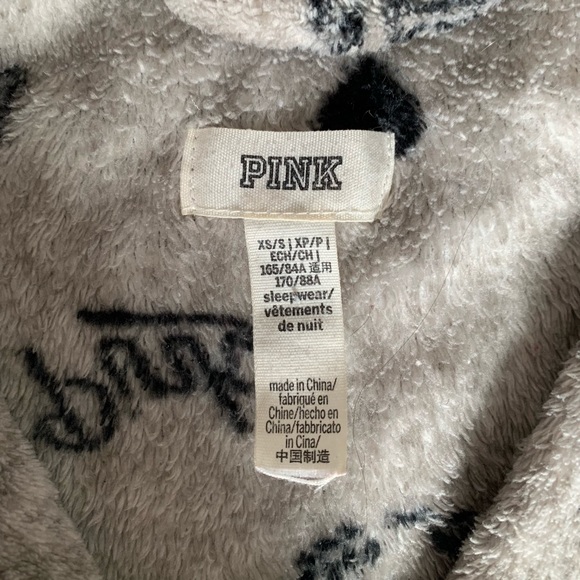 PINK
XS/S | XP/P |
ECH/CH |
165/84A 适用
170/88A
sleepwear/
vêtements
de nuit
made in China/
fabriqué en
Chine/hecho en
China/fabbricato
in Cina/
中国制造